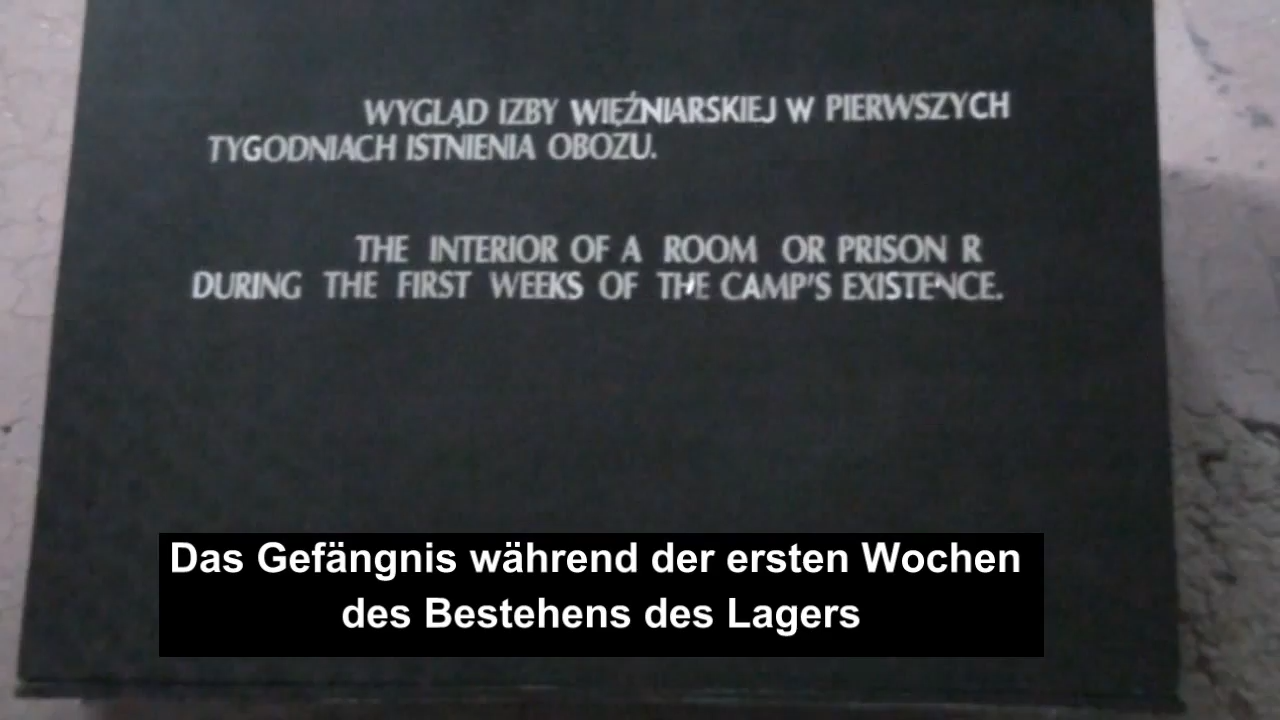 WYGLĄD IZBY WIĘŹNIARSKIEJ W PIERWSZYCH
TYGODNIACH ISTNIENIA OBOZU.
THE INTERIOR OF A ROOM OR PRISON R
DURING THE FIRST WEEKS OF THE CAMP'S EXISTENCE.
Das Gefängnis während der ersten Wochen
des Bestehens des Lagers